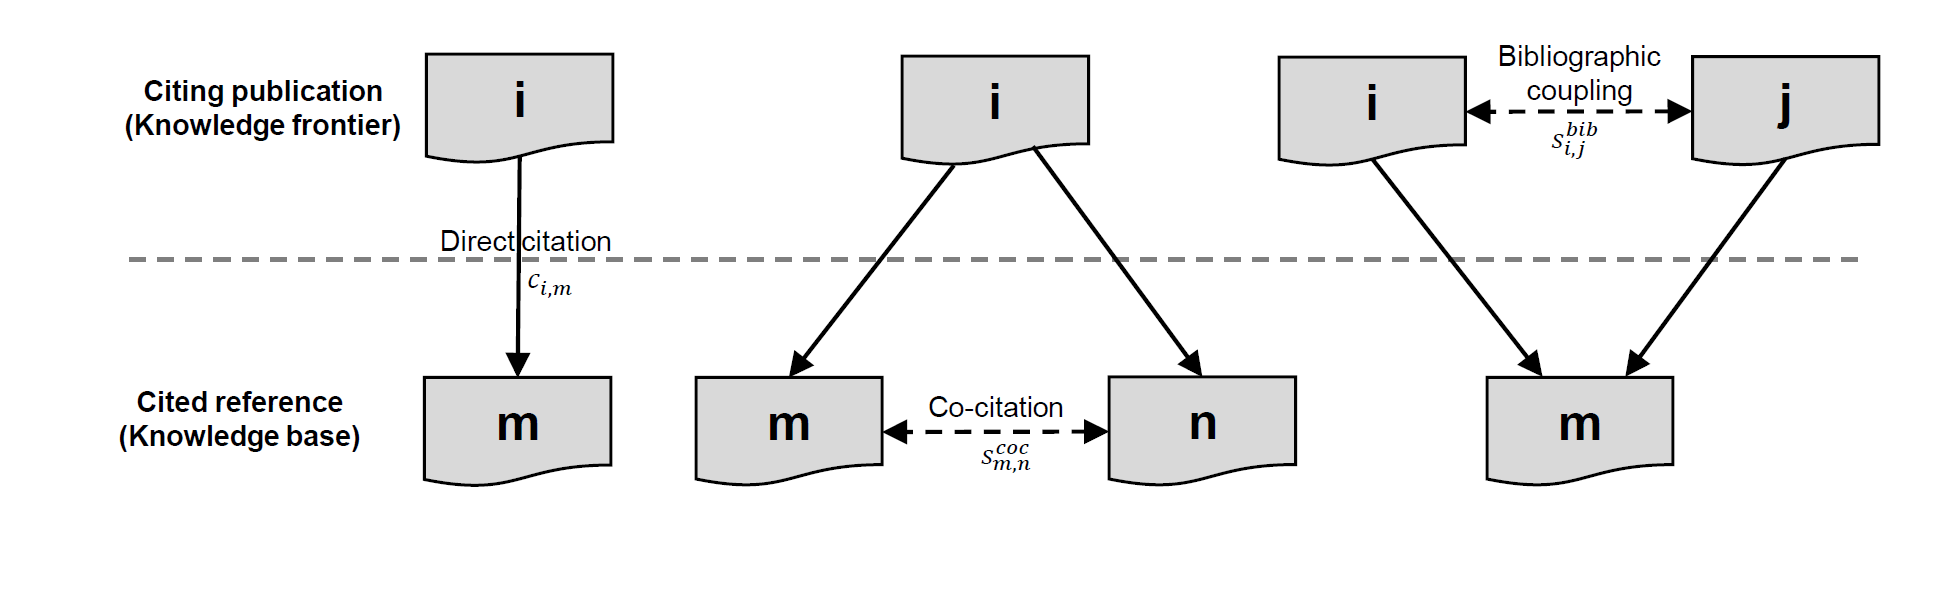 Citing publication
(Knowledge frontier)
i
i
i
Bibliographic
coupling
s_{i,j}^{bib}
j
Direct citation
c_{i,m}
Cited reference
(Knowledge base)
m
m
Co-citation
s_{m,n}^{coc}
n
m